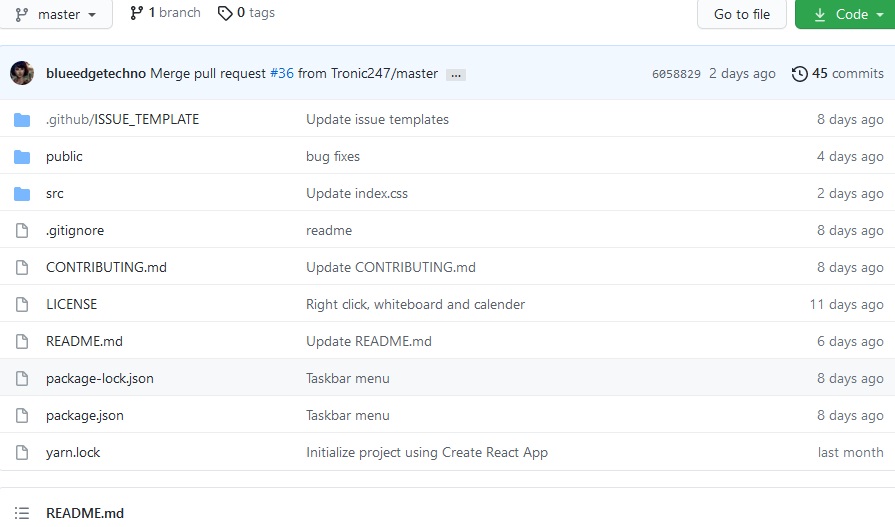 master 1 branch 0 tags Go to file Code
blueedgetechno Merge pull request #36 from Tronic247/master ... 6058829 2 days ago 45 commits
.github/ISSUE_TEMPLATE Update issue templates 8 days ago
public bug fixes 4 days ago
src Update index.css 2 days ago
.gitignore readme 8 days ago
CONTRIBUTING.md Update CONTRIBUTING.md 8 days ago
LICENSE Right click, whiteboard and calender 11 days ago
README.md Update README.md 6 days ago
package-lock.json Taskbar menu 8 days ago
package.json Taskbar menu 8 days ago
yarn.lock Initialize project using Create React App last month
README.md